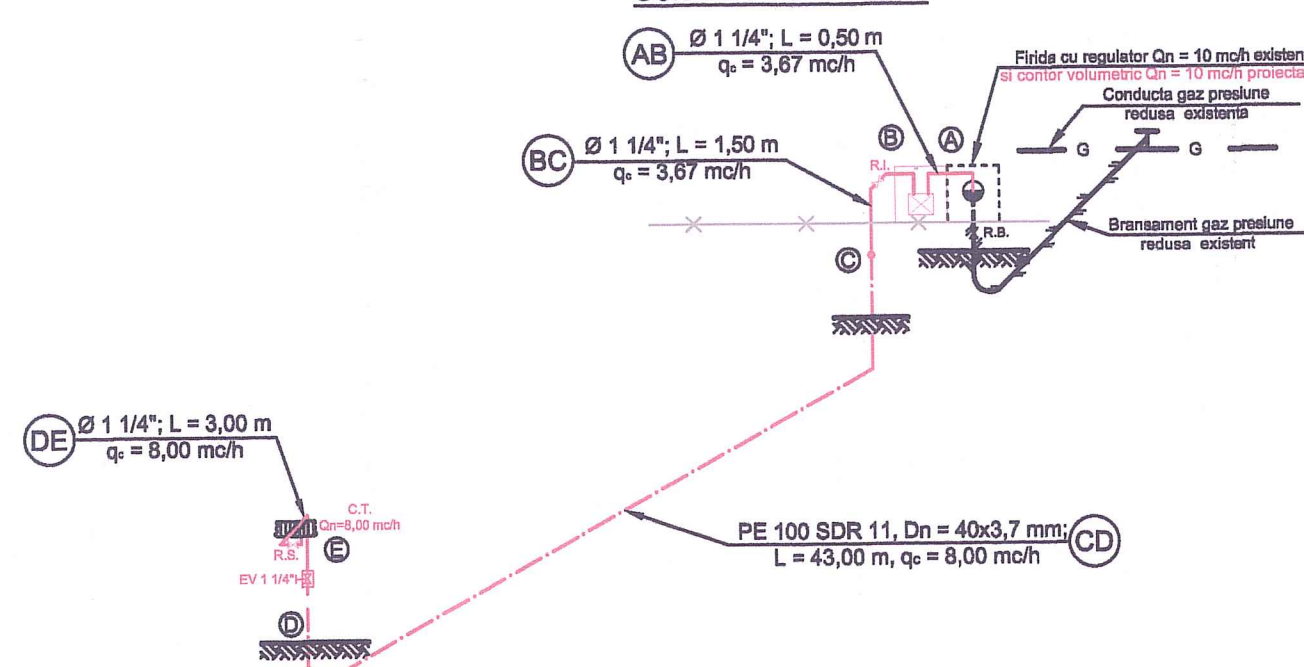 AB
Ø 1 1/4"; L = 0,50 m
qc = 3,67 mc/h
Firida cu regulator Qn = 10 mc/h existen
si contor volumetric Qn = 10 mc/h proiecta
Conducta gaz presiune
redusa existenta
G
G
BC
Ø 1 1/4"; L = 1,50 m
qc = 3,67 mc/h
B
A
R.I.
R.B.
Bransament gaz presiune
redusa existent
C
DE
Ø 1 1/4"; L = 3,00 m
qc = 8,00 mc/h
C.T.
Qn=8,00 mc/h
R.S.
E
EV 1 1/4"
D
PE 100 SDR 11, Dn = 40x3,7 mm;
L = 43,00 m, qc = 8,00 mc/h
CD